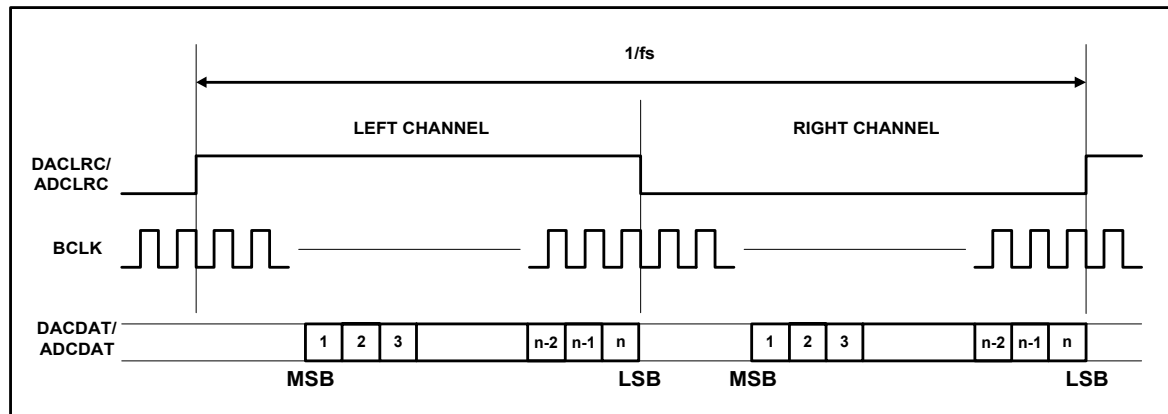 1/fs
LEFT CHANNEL RIGHT CHANNEL
DACLRC/
ADCLRC
BCLK
DACDAT/
ADCDAT
1 2 3 n-2 n-1 n 1 2 3 n-2 n-1 n
MSB LSB MSB LSB